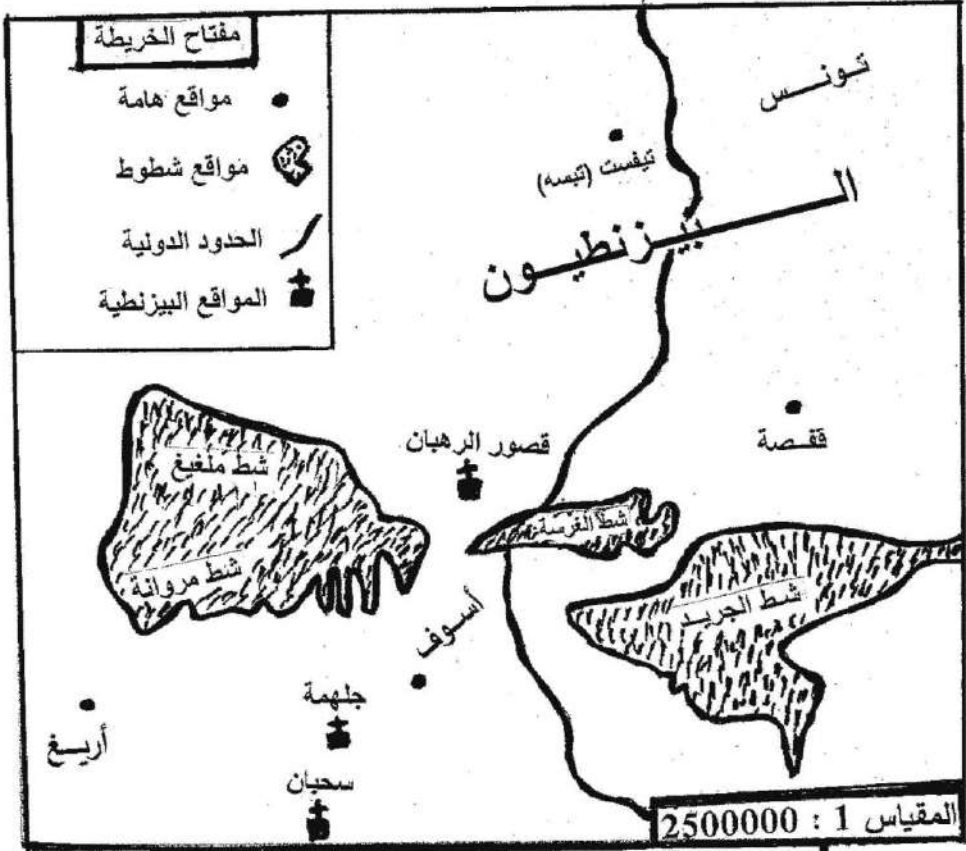 مفتاح الخريطة
مواقع هامة
مواقع شطوط
الحدود الدولية
المواقع البيزنطية
تونس
تيفست (تبسه)
البيزنطيون
قفصة
قصور الرهبان
شط ملغيغ
شط الغرسة
شط مروانة
شط الجريد
أسوف
جلهمة
أريغ
سحبان
المقياس 1 : 2500000